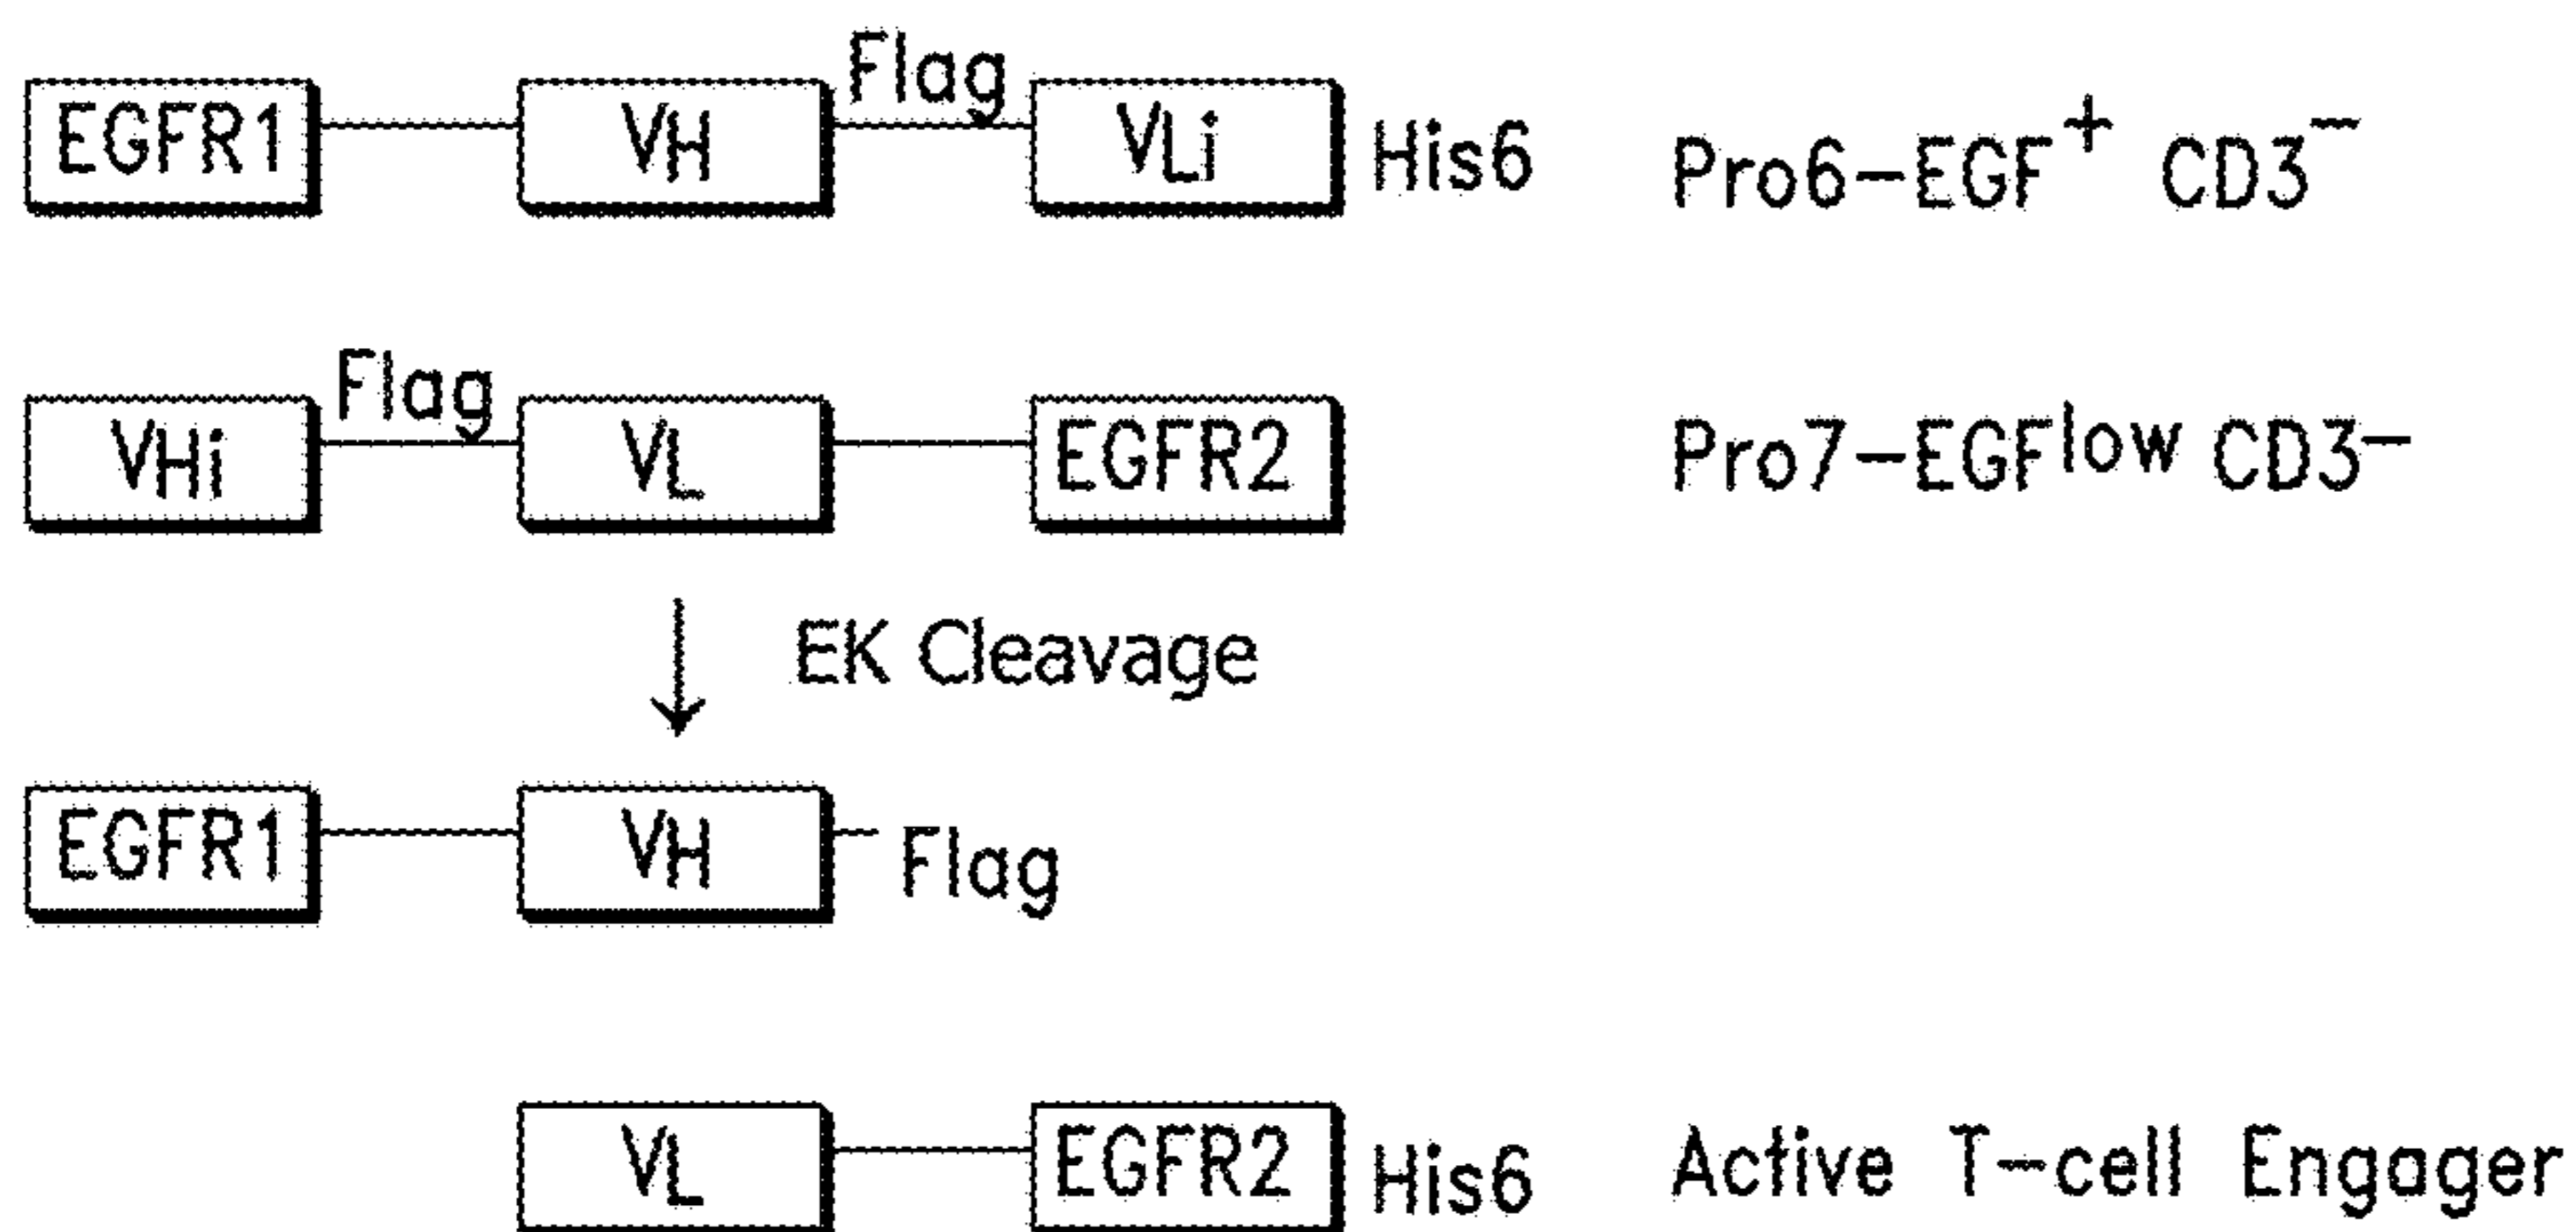 EGFR1 VH Flag VLi His6 Pro6-EGF+ CD3-
VHi Flag VL EGFR2 Pro7-EGFlow CD3-
EK Cleavage
EGFR1 VH Flag
VL EGFR2 His6 Active T-cell Engager